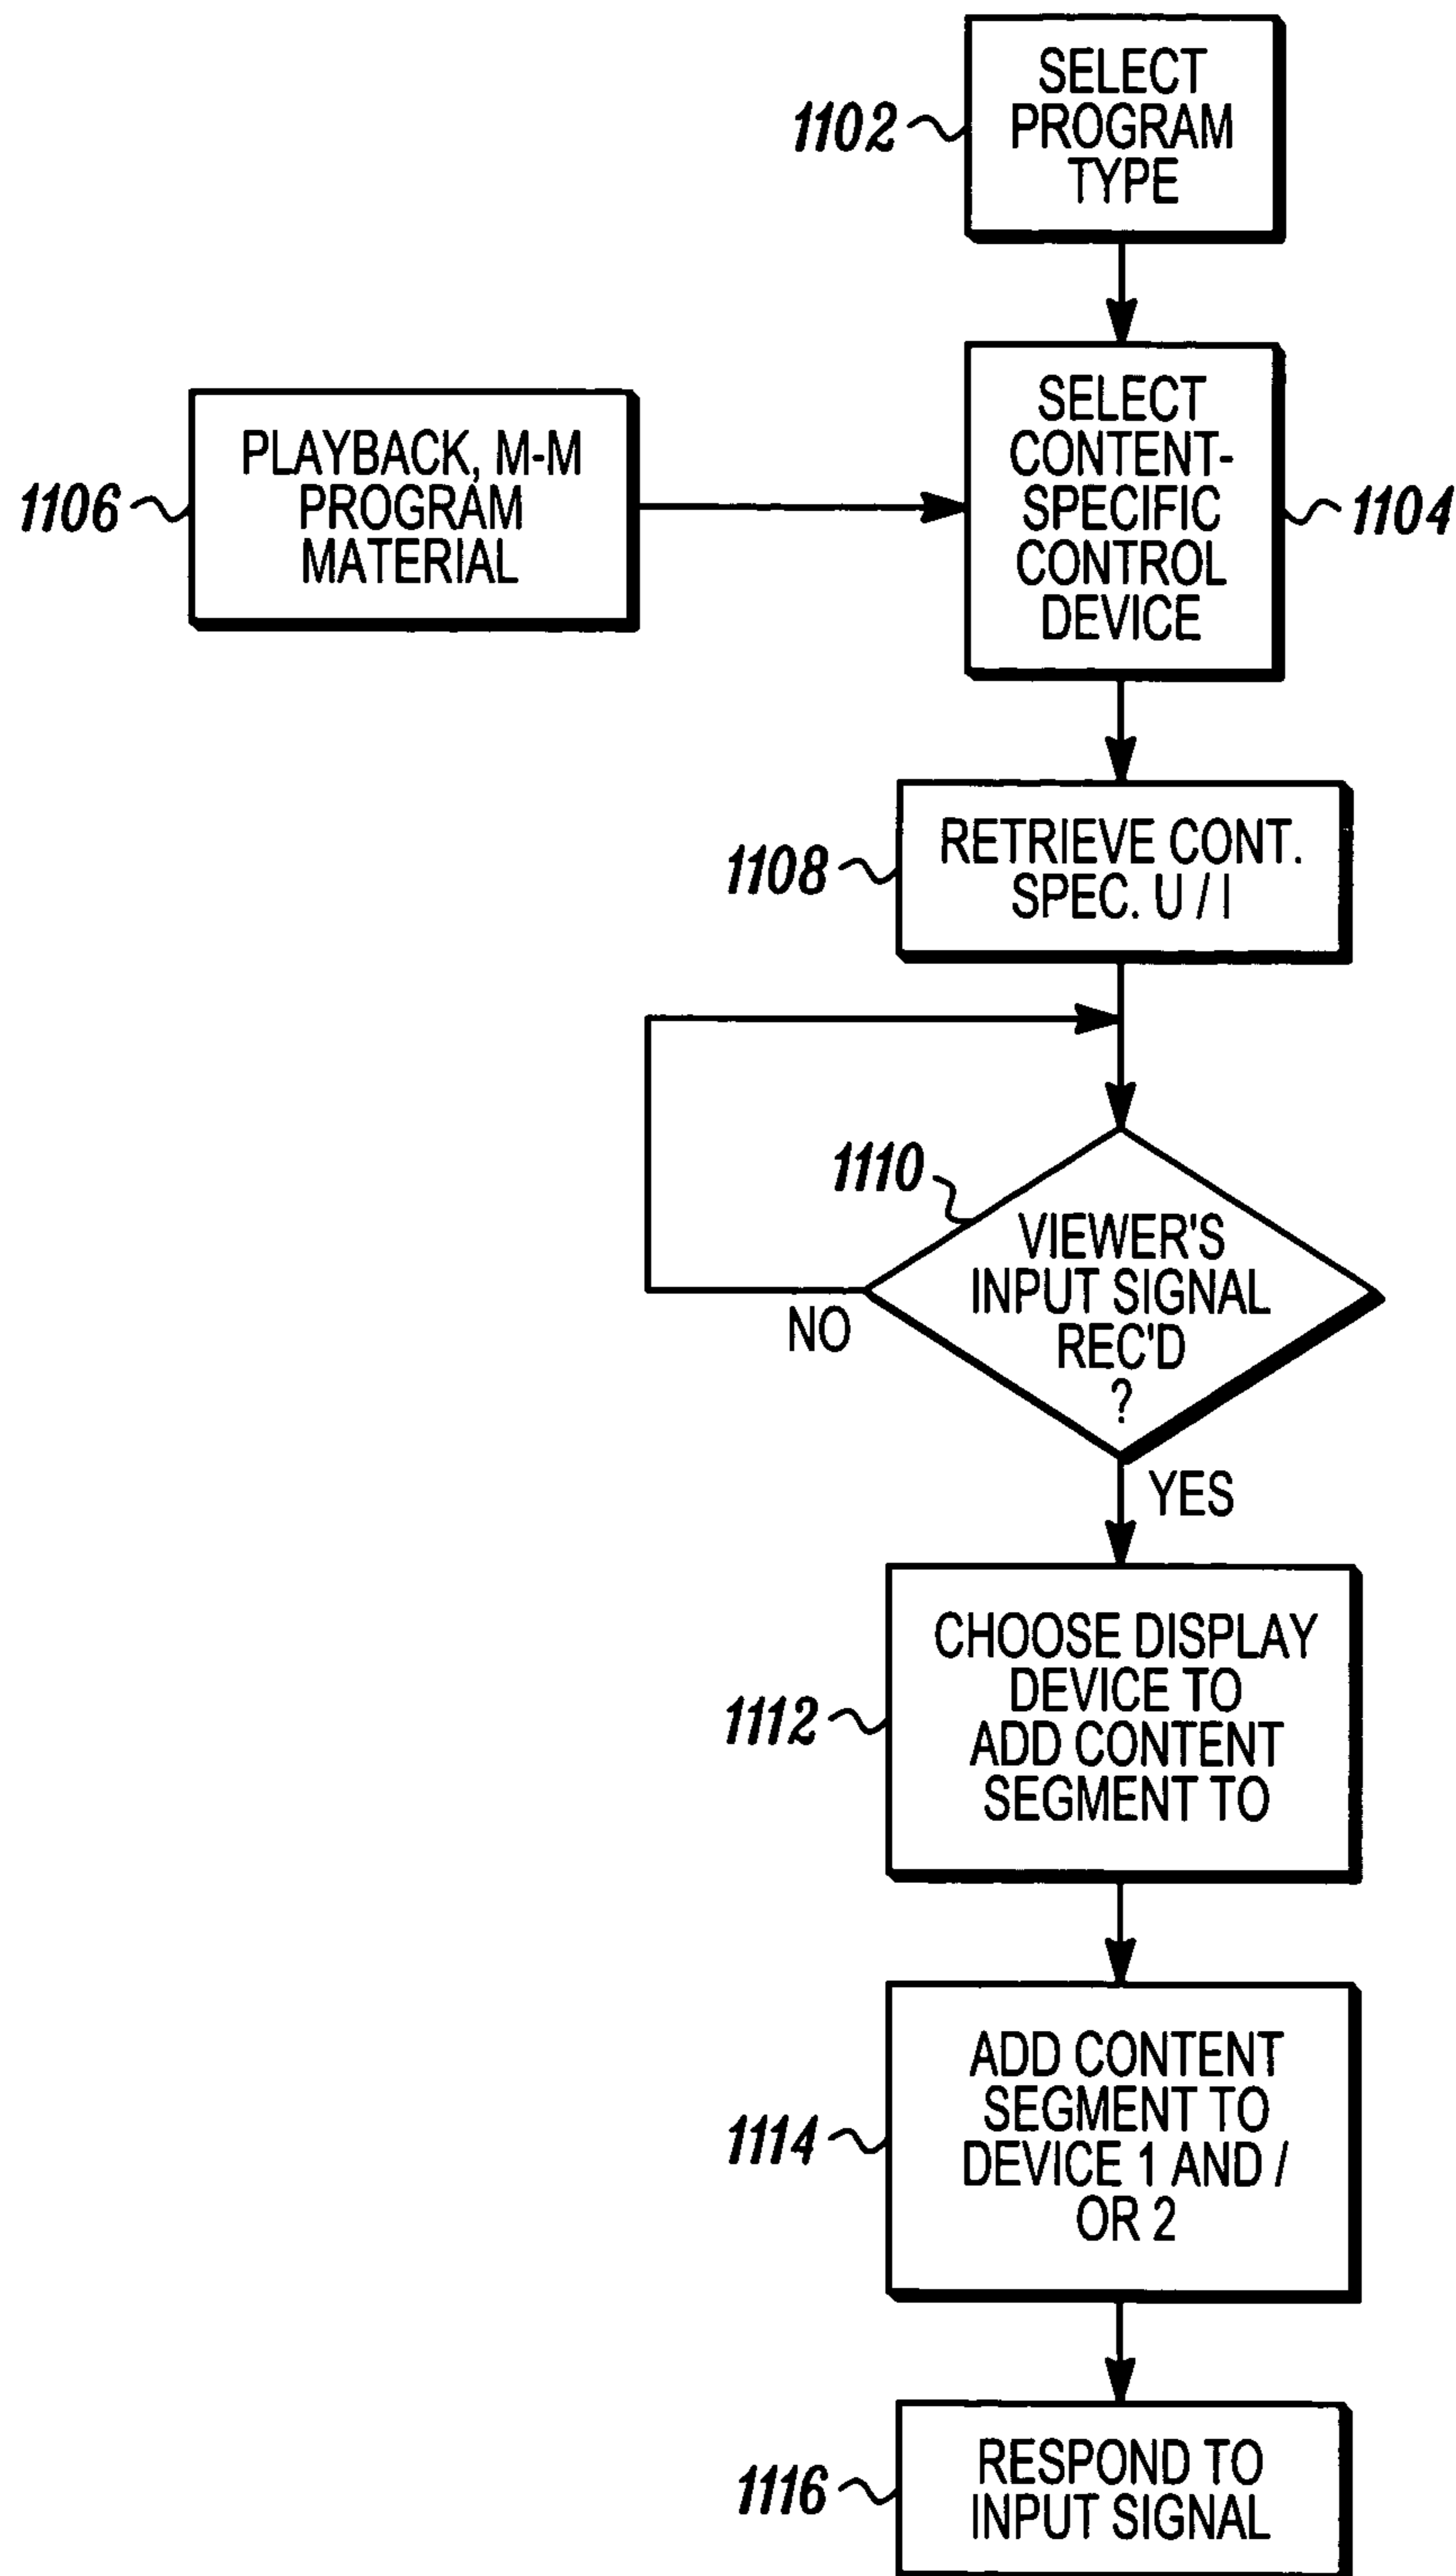 SELECT
PROGRAM
TYPE
1102
SELECT
CONTENT-
SPECIFIC
CONTROL
DEVICE
1104
PLAYBACK, M-M
PROGRAM
MATERIAL
1106
RETRIEVE CONT.
SPEC. U / I
1108
1110
VIEWER'S
INPUT SIGNAL
REC'D
?
NO
YES
CHOOSE DISPLAY
DEVICE TO
ADD CONTENT
SEGMENT TO
1112
ADD CONTENT
SEGMENT TO
DEVICE 1 AND /
OR 2
1114
RESPOND TO
INPUT SIGNAL
1116